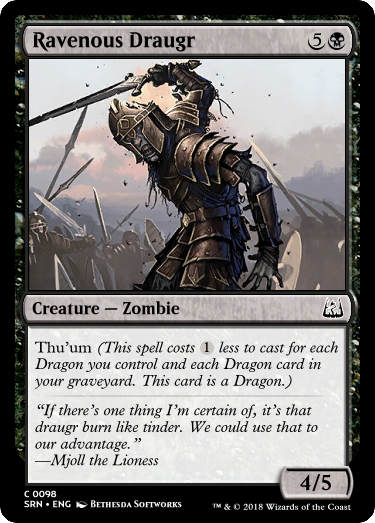 Ravenous Draugr 5
Creature — Zombie
Thu'um (This spell costs 1 less to cast for each
Dragon you control and each Dragon card in
your graveyard. This card is a Dragon.)
“If there's one thing I'm certain of, it's that
draugr burn like tinder. We could use that to
our advantage.”
—Mjoll the Lioness
4/5
C 0098
SRN • ENG Bethesda Softworks
™ & © 2018 Wizards of the Coast